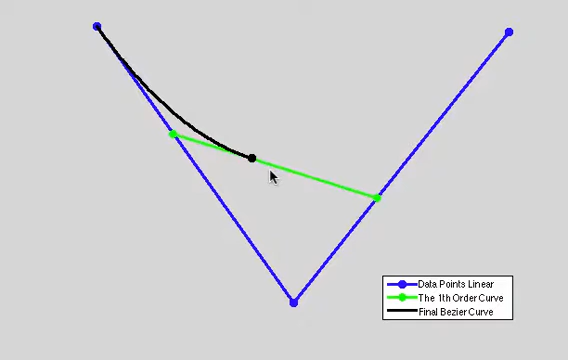 Data Points Linear
The 1th Order Curve
Final Bezier Curve